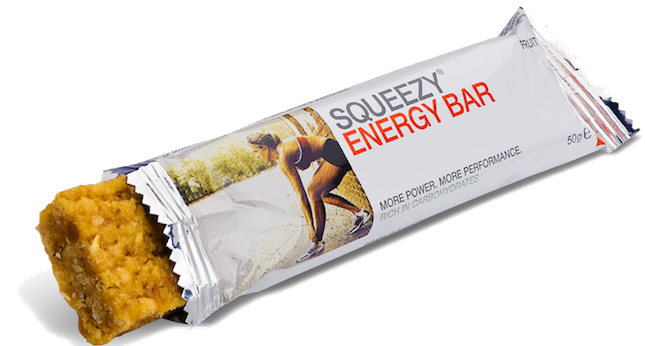 SQUEEZY®
ENERGY BAR
MORE POWER. MORE PERFORMANCE.
RICH IN CARBOHYDRATES
FRUIT
50g ℮